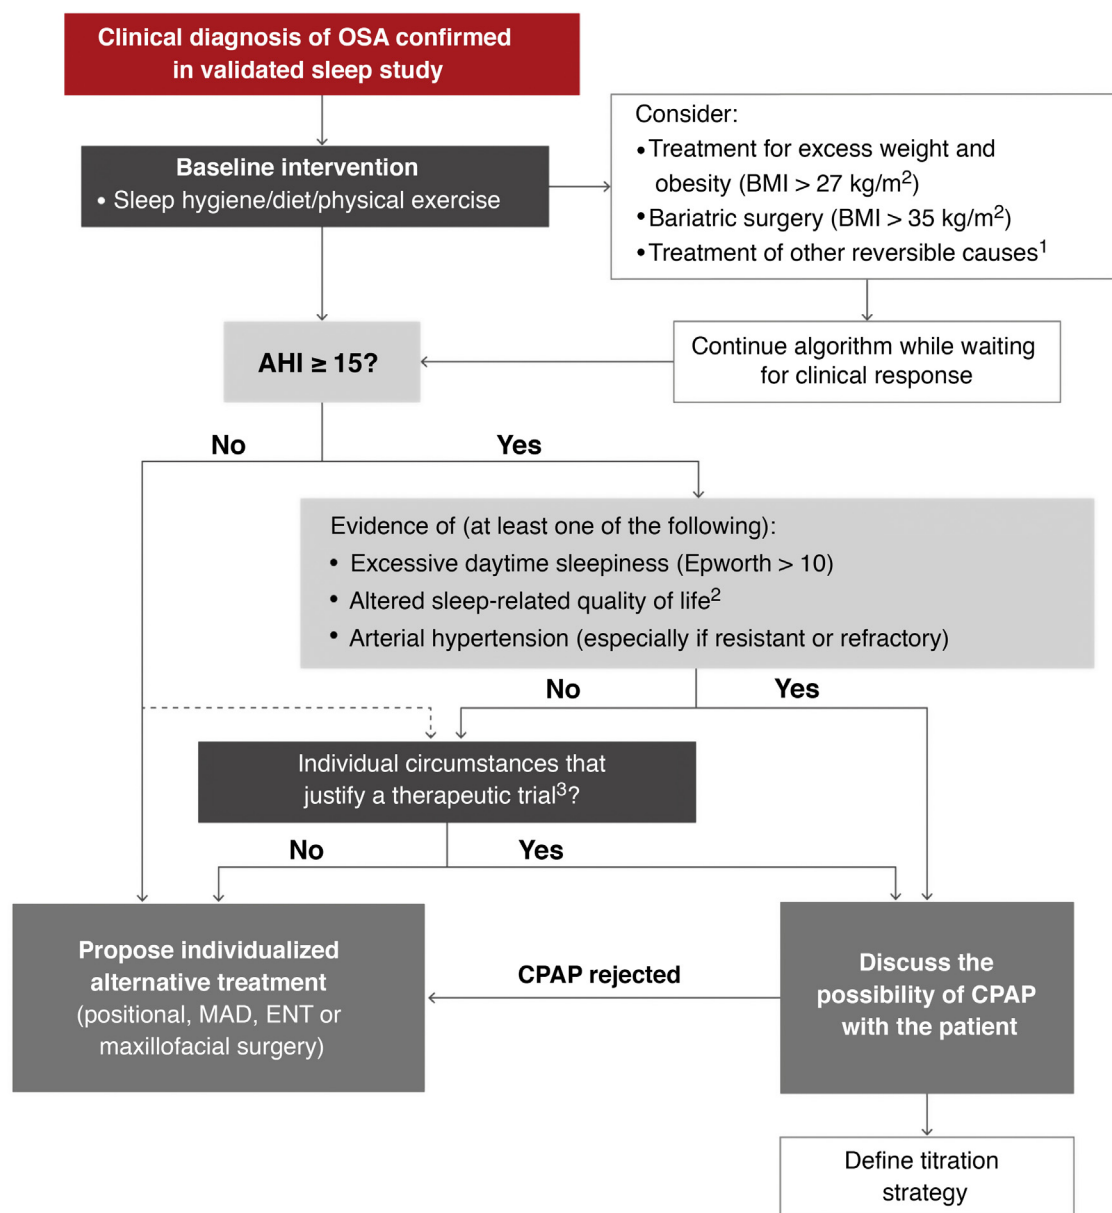 Clinical diagnosis of OSA confirmed
in validated sleep study
Baseline intervention
• Sleep hygiene/diet/physical exercise
Consider:
• Treatment for excess weight and
obesity (BMI > 27 kg/m²)
• Bariatric surgery (BMI > 35 kg/m²)
• Treatment of other reversible causes¹
AHI ≥ 15?
Continue algorithm while waiting
for clinical response
No
Yes
Evidence of (at least one of the following):
• Excessive daytime sleepiness (Epworth > 10)
• Altered sleep-related quality of life²
• Arterial hypertension (especially if resistant or refractory)
No
Yes
Individual circumstances that
justify a therapeutic trial³?
No
Yes
Propose individualized
alternative treatment
(positional, MAD, ENT or
maxillofacial surgery)
CPAP rejected
Discuss the
possibility of CPAP
with the patient
Define titration
strategy